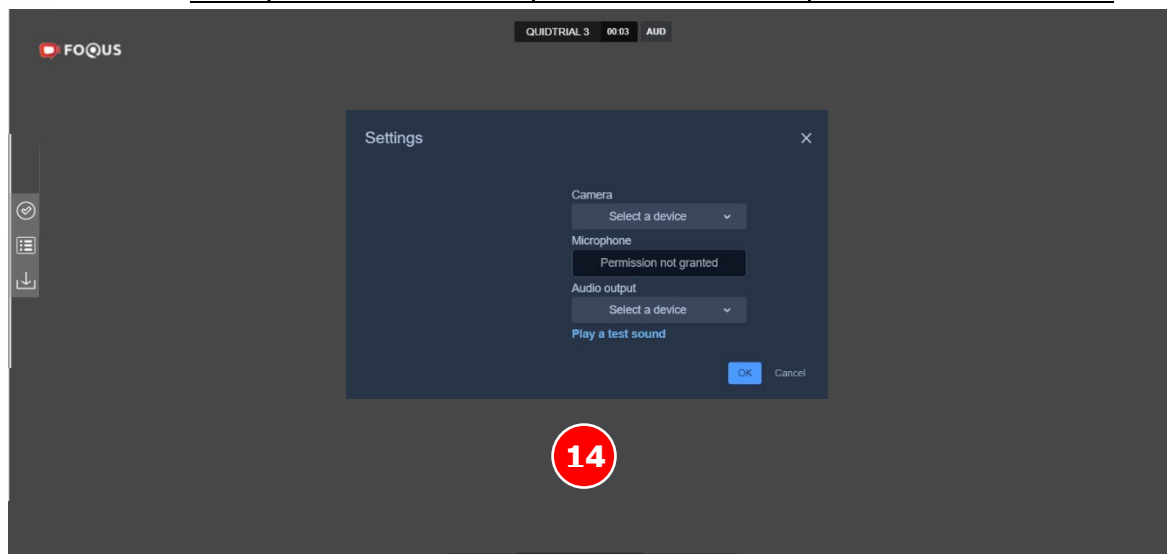 QUIDTRIAL 3 00:03 AUD
FOQUS
Settings
Camera
Select a device
Microphone
Permission not granted
Audio output
Select a device
Play a test sound
OK Cancel
14